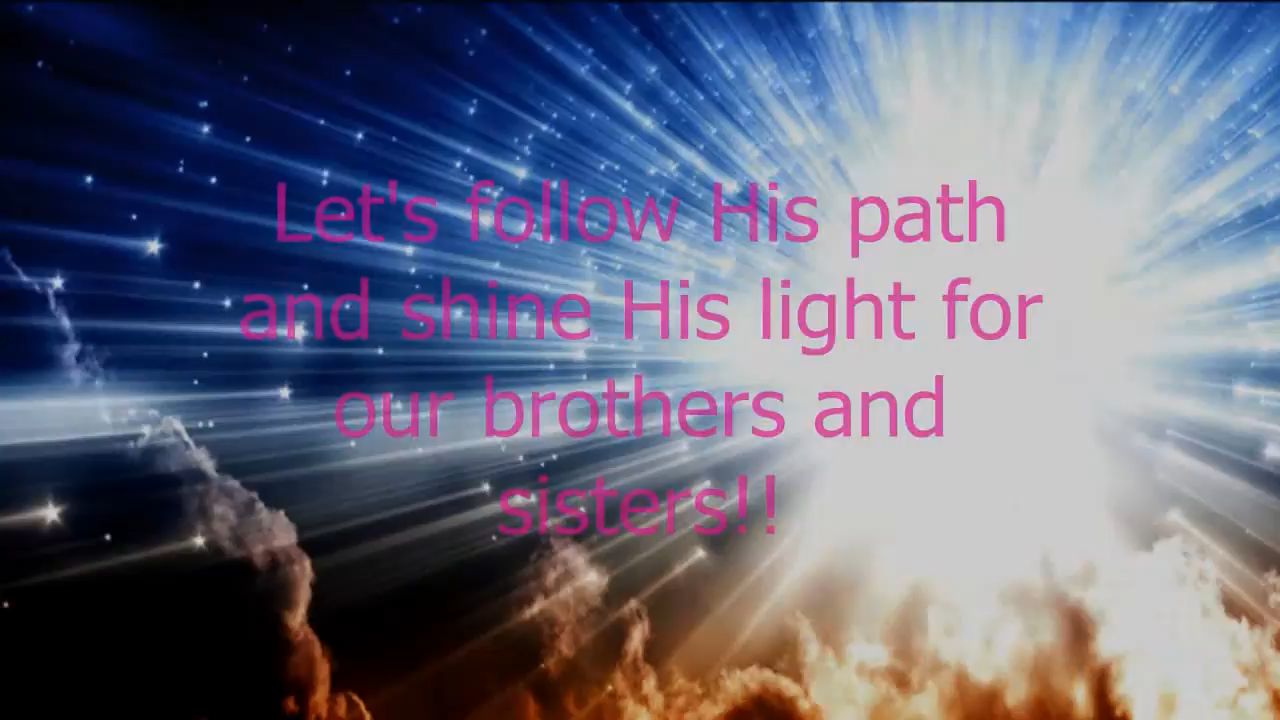 Let's follow His path
and shine His light for
our brothers and
sisters!!